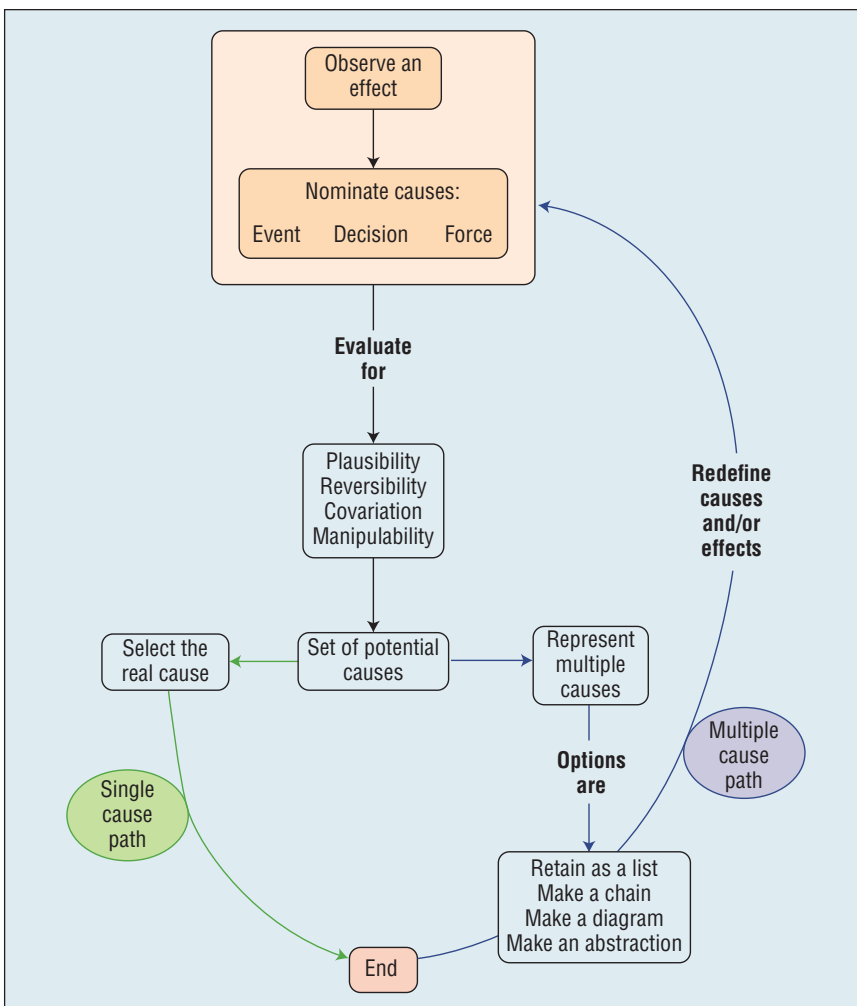 Observe an
effect
Nominate causes:
Event Decision Force
Evaluate
for
Plausibility
Reversibility
Covariation
Manipulability
Redefine
causes
and/or
effects
Select the
real cause
Set of potential
causes
Represent
multiple
causes
Single
cause
path
Options
are
Multiple
cause
path
Retain as a list
Make a chain
Make a diagram
Make an abstraction
End